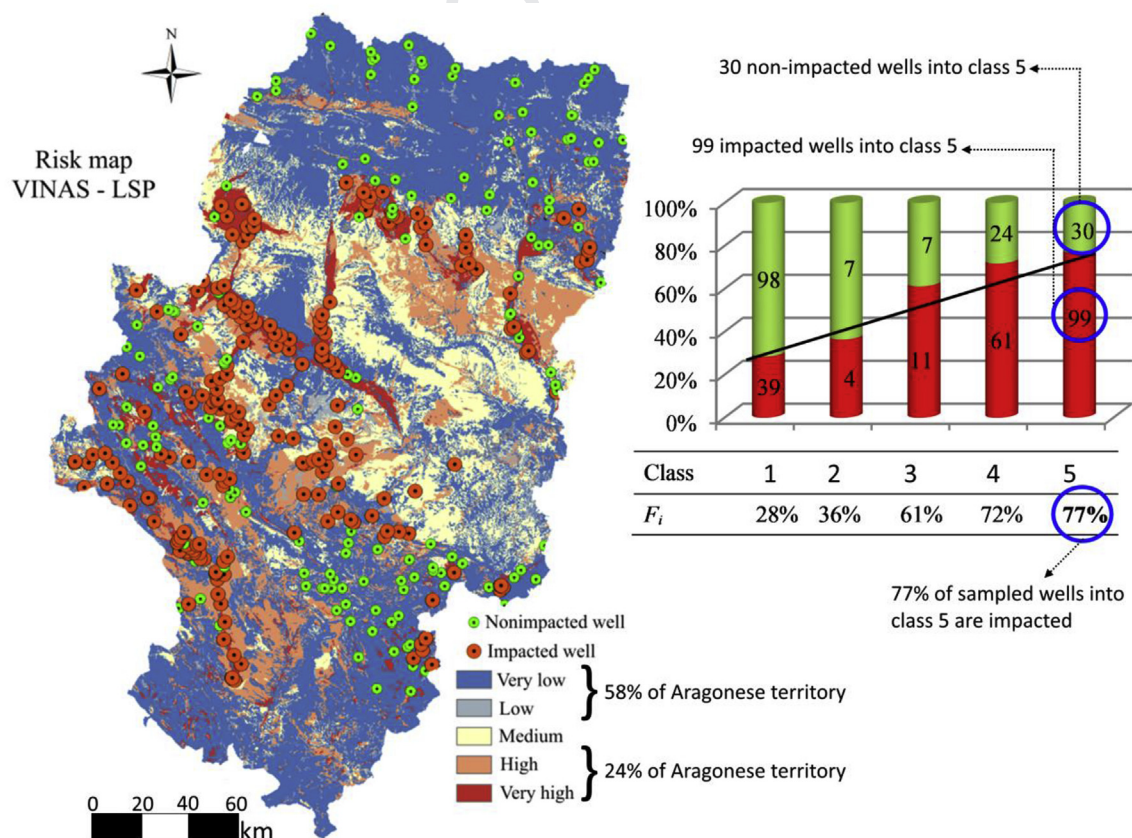 N
Risk map
VINAS - LSP
30 non-impacted wells into class 5
99 impacted wells into class 5
100%
80%
60%
40%
20%
0%
98
7
7
24
30
39
4
11
61
99
Class 1 2 3 4 5
Fi 28% 36% 61% 72% 77%
77% of sampled wells into
class 5 are impacted
Nonimpacted well
Impacted well
Very low
Low
58% of Aragonese territory
Medium
High
Very high
24% of Aragonese territory
0 20 40 60
km